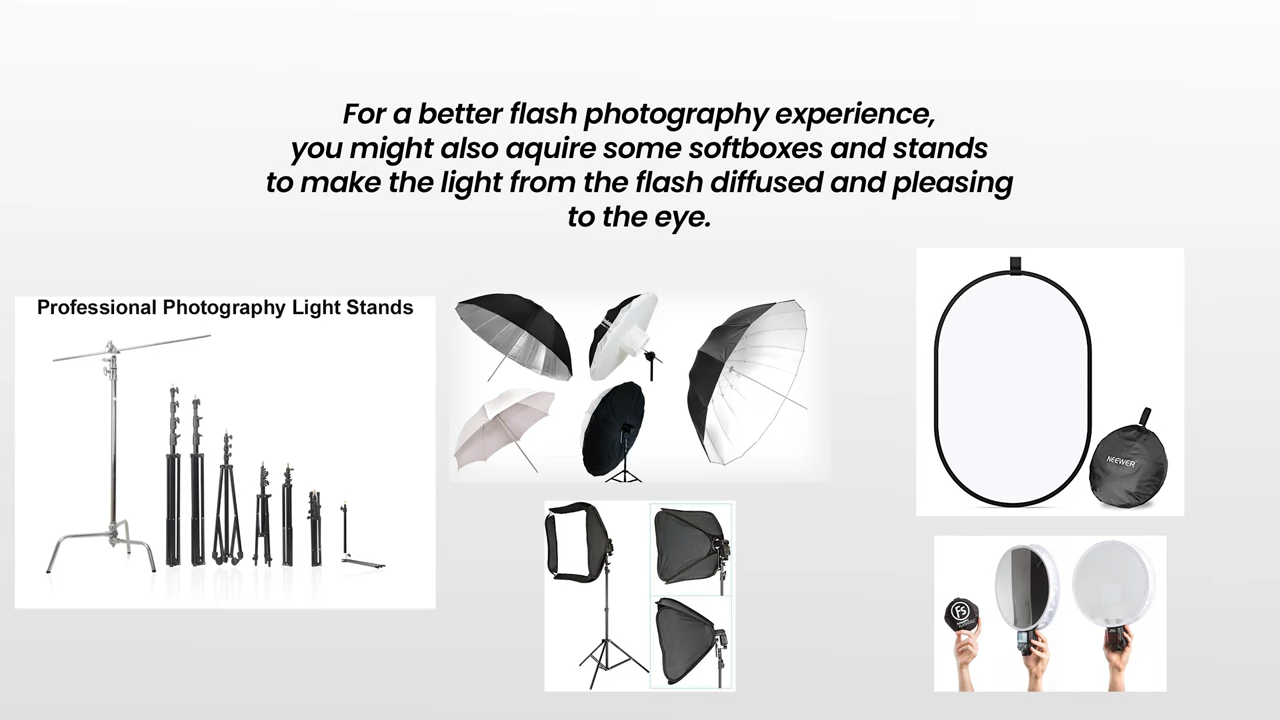 For a better flash photography experience,
you might also aquire some softboxes and stands
to make the light from the flash diffused and pleasing
to the eye.
Professional Photography Light Stands
NEEWER
Fs